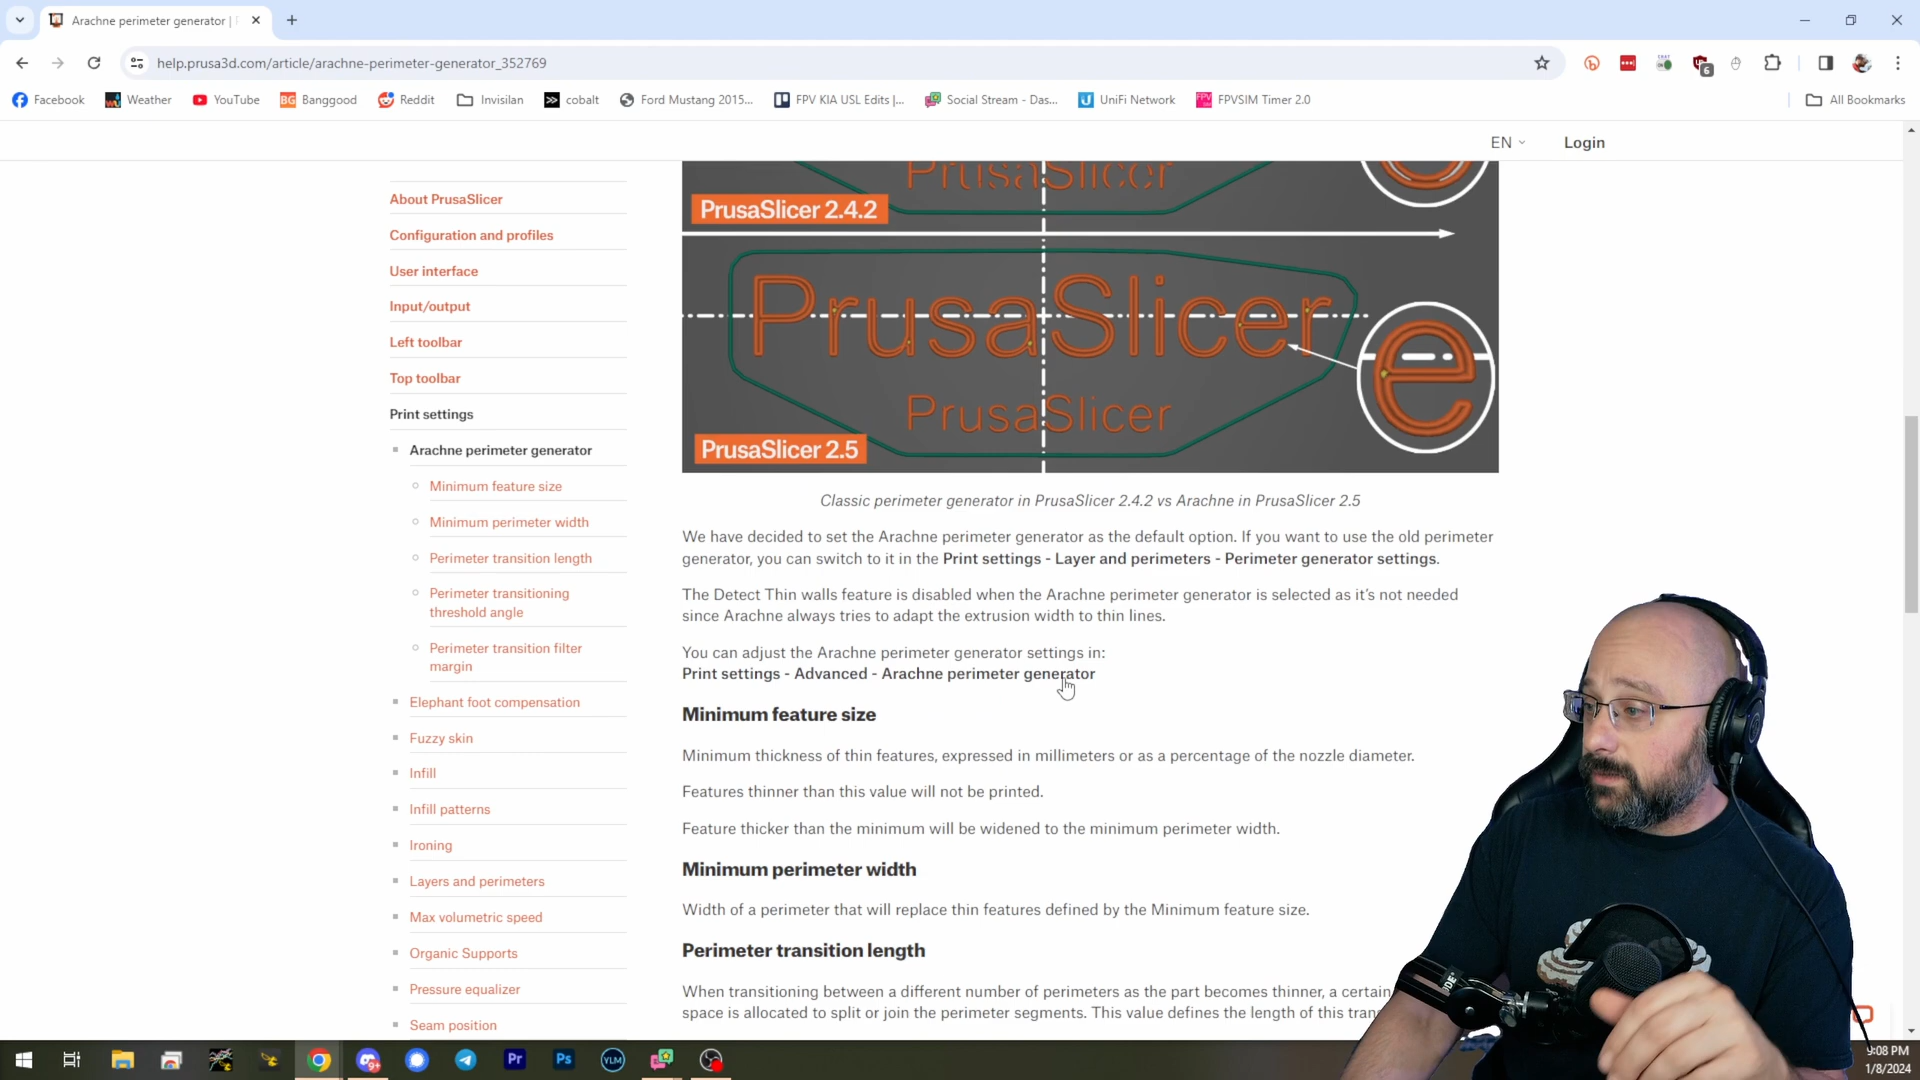 Arachne perimeter generator |
help.prusa3d.com/article/arachne-perimeter-generator_352769
6
Facebook
Weather
YouTube
BG Banggood
Reddit
Invisilan
cobalt
Ford Mustang 2015...
FPV KIA USL Edits |...
Social Stream - Das...
UniFi Network
FPVSIM Timer 2.0
All Bookmarks
EN
Login
About PrusaSlicer
Configuration and profiles
User interface
Input/output
Left toolbar
Top toolbar
Print settings
Arachne perimeter generator
Minimum feature size
Minimum perimeter width
Perimeter transition length
Perimeter transitioning
threshold angle
Perimeter transition filter
margin
Elephant foot compensation
Fuzzy skin
Infill
Infill patterns
Ironing
Layers and perimeters
Max volumetric speed
Organic Supports
Pressure equalizer
Seam position
PrusaSlicer
PrusaSlicer 2.4.2
PrusaSlicer
e
PrusaSlicer
PrusaSlicer 2.5
Classic perimeter generator in PrusaSlicer 2.4.2 vs Arachne in PrusaSlicer 2.5
We have decided to set the Arachne perimeter generator as the default option. If you want to use the old perimeter
generator, you can switch to it in the Print settings - Layer and perimeters - Perimeter generator settings.
The Detect Thin walls feature is disabled when the Arachne perimeter generator is selected as it's not needed
since Arachne always tries to adapt the extrusion width to thin lines.
You can adjust the Arachne perimeter generator settings in:
Print settings - Advanced - Arachne perimeter generator
Minimum feature size
Minimum thickness of thin features, expressed in millimeters or as a percentage of the nozzle diameter.
Features thinner than this value will not be printed.
Feature thicker than the minimum will be widened to the minimum perimeter width.
Minimum perimeter width
Width of a perimeter that will replace thin features defined by the Minimum feature size.
Perimeter transition length
When transitioning between a different number of perimeters as the part becomes thinner, a certain
space is allocated to split or join the perimeter segments. This value defines the length of this
9+
Pr
Ps
YLM
9:08 PM
1/8/2024